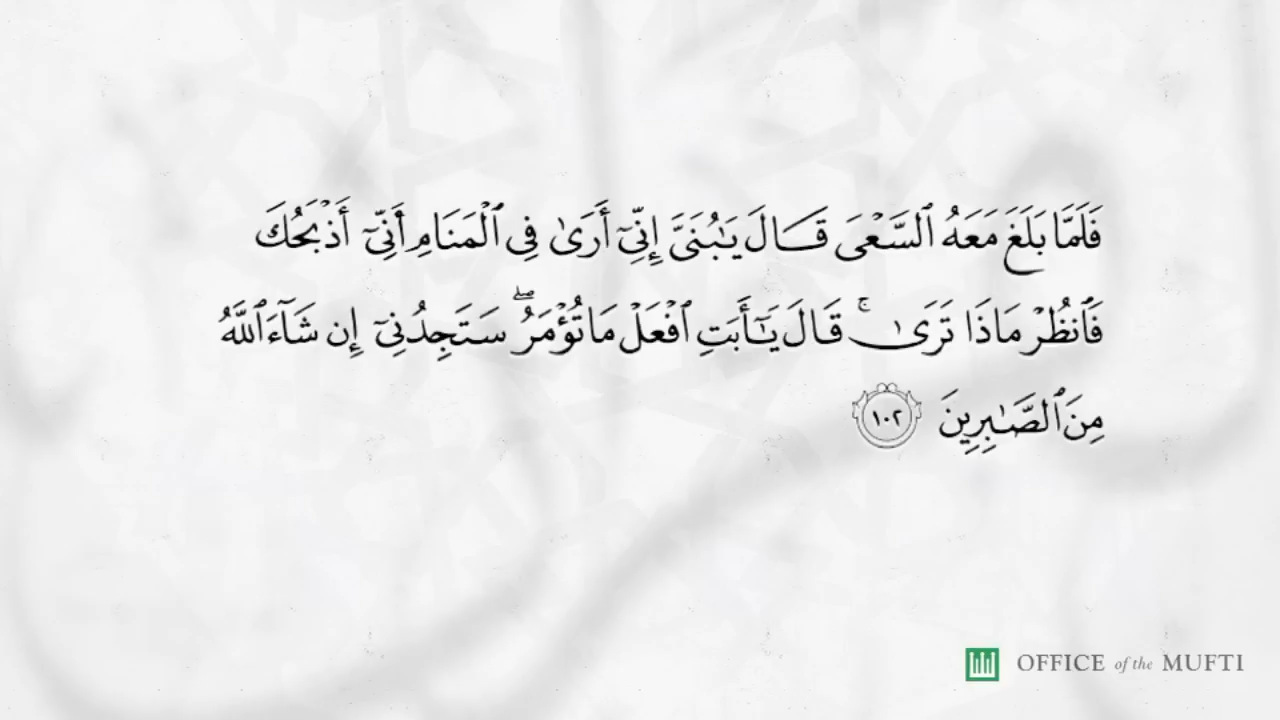 فَلَمَّا بَلَغَ مَعَهُ ٱلسَّعْىَ قَالَ يَـٰبُنَىَّ إِنِّىٓ أَرَىٰ فِى ٱلْمَنَامِ أَنِّىٓ أَذْبَحُكَ
فَٱنظُرْ مَاذَا تَرَىٰ ۚ قَالَ يَـٰٓأَبَتِ ٱفْعَلْ مَا تُؤْمَرُ ۖ سَتَجِدُنِىٓ إِن شَآءَ ٱللَّهُ
مِنَ ٱلصَّـٰبِرِينَ ١٠٢
OFFICE of the MUFTI